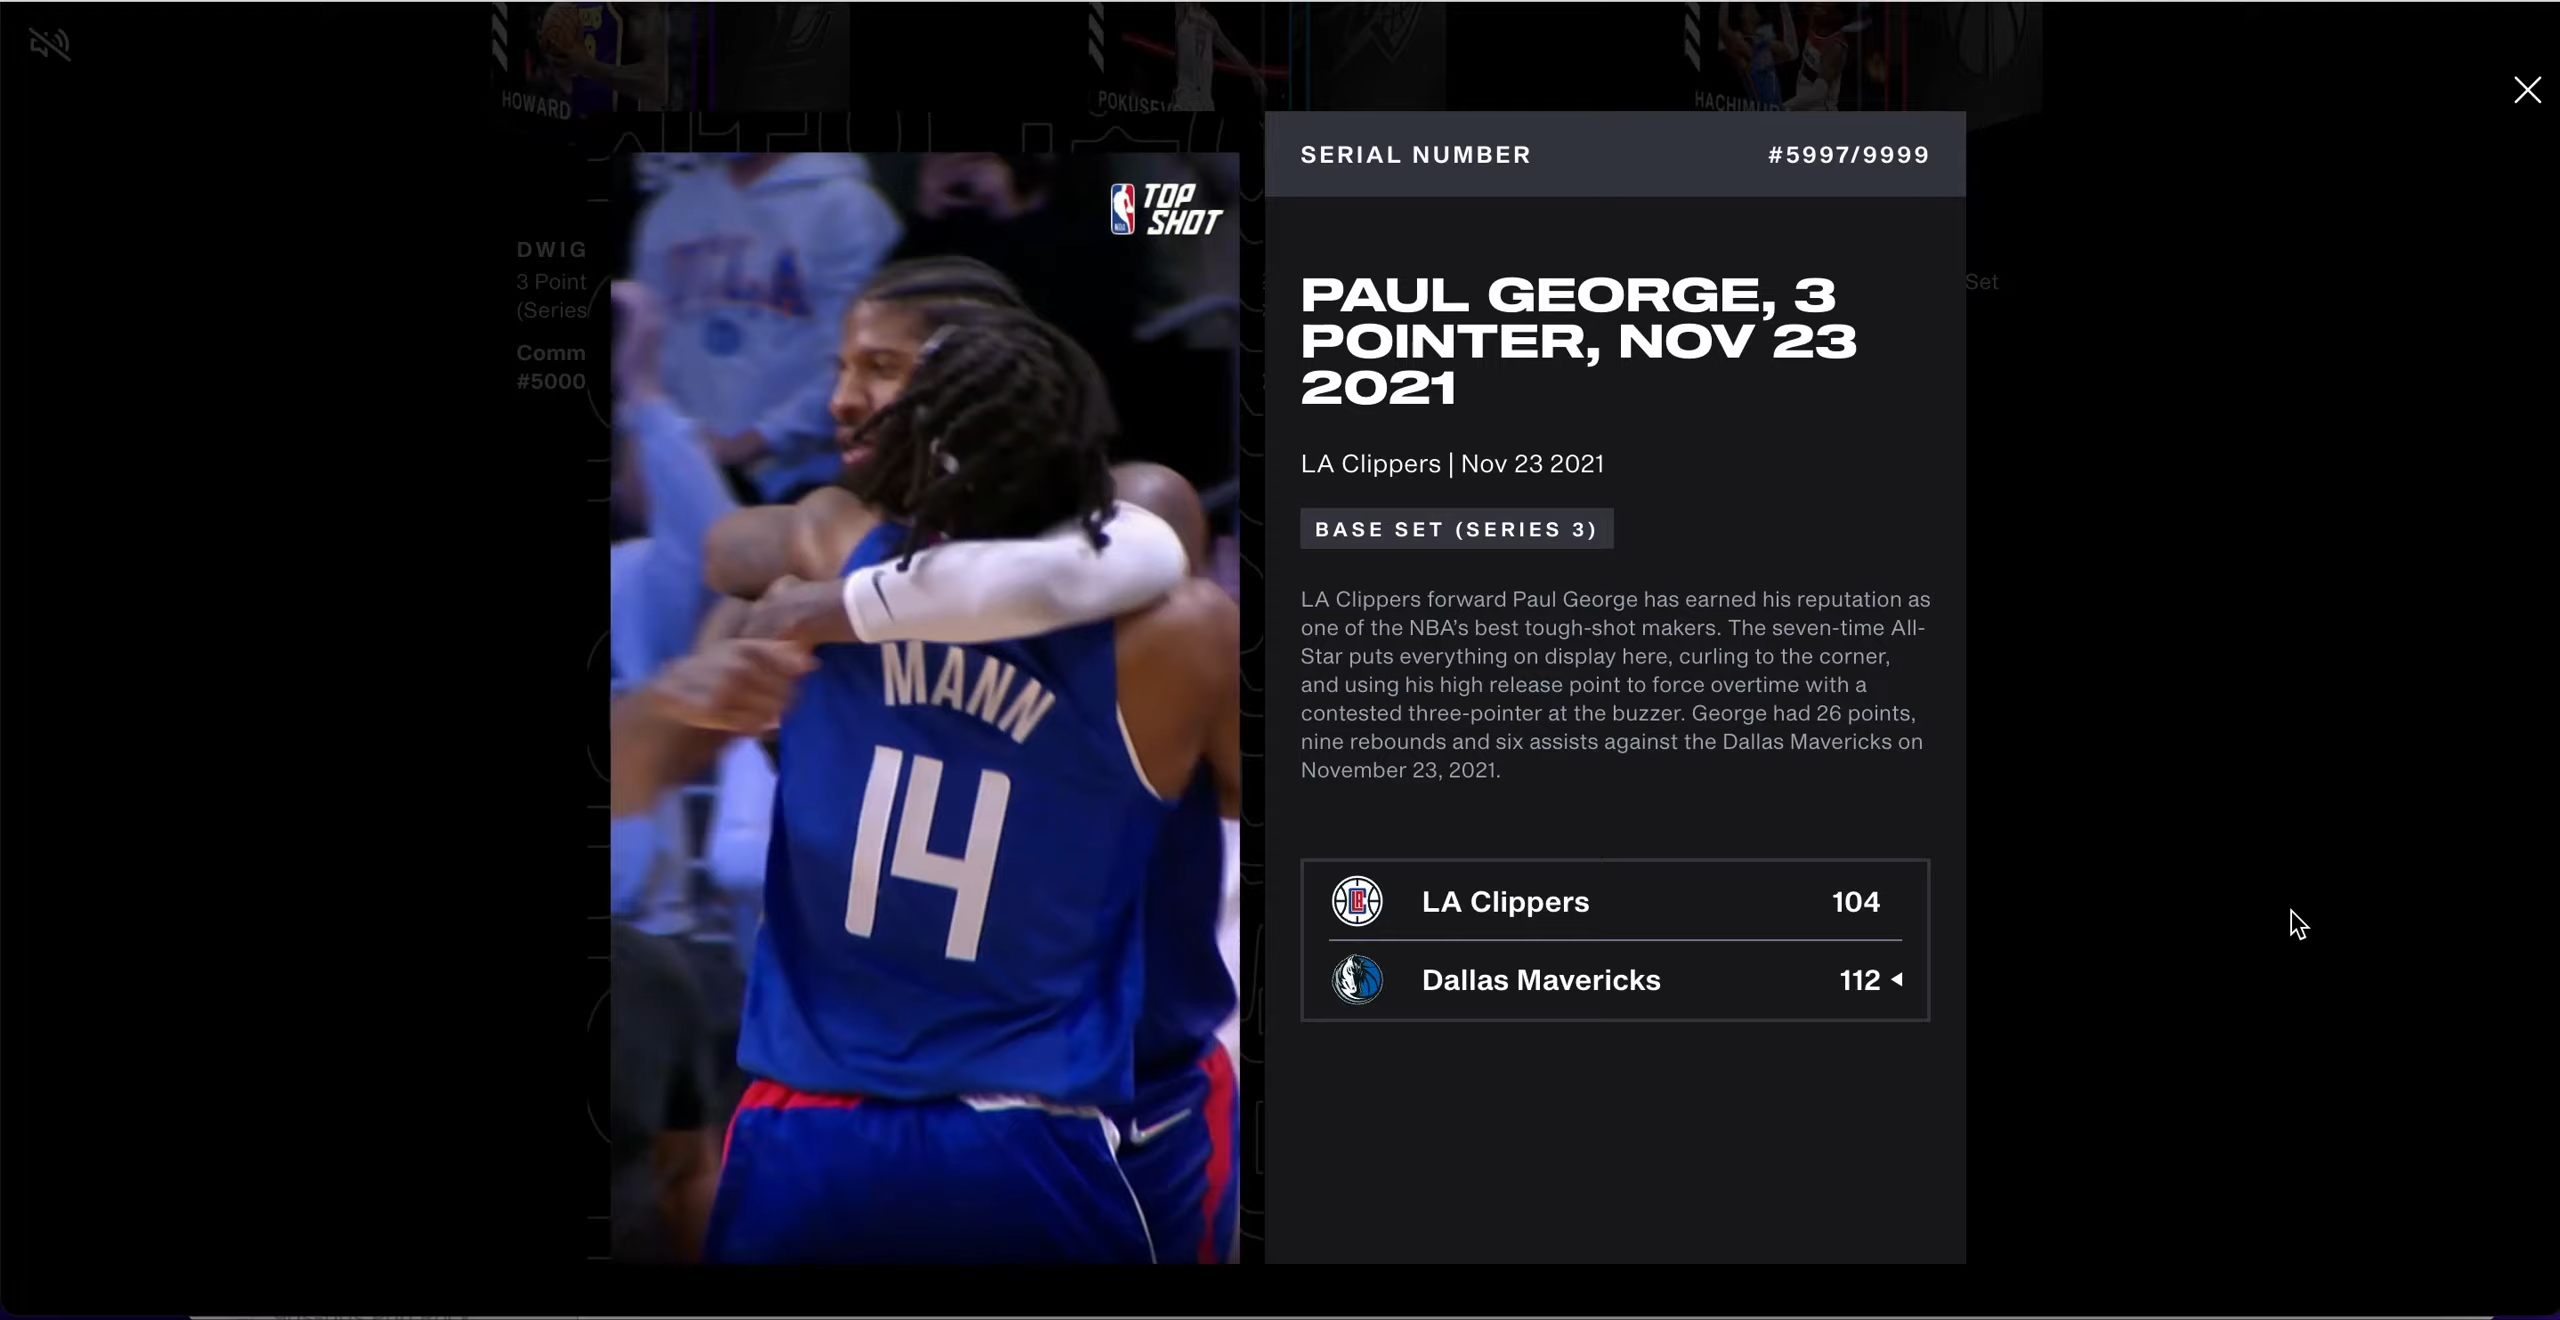 HOWARD
HACHIMU
DWIG
3 Point
(Series
Comm
#5000
Set
TOP
SHOT
NBA
MANN
14
SERIAL NUMBER #5997/9999
PAUL GEORGE, 3
POINTER, NOV 23
2021
LA Clippers | Nov 23 2021
BASE SET (SERIES 3)
LA Clippers forward Paul George has earned his reputation as
one of the NBA’s best tough-shot makers. The seven-time All-
Star puts everything on display here, curling to the corner,
and using his high release point to force overtime with a
contested three-pointer at the buzzer. George had 26 points,
nine rebounds and six assists against the Dallas Mavericks on
November 23, 2021.
LA Clippers 104
Dallas Mavericks 112